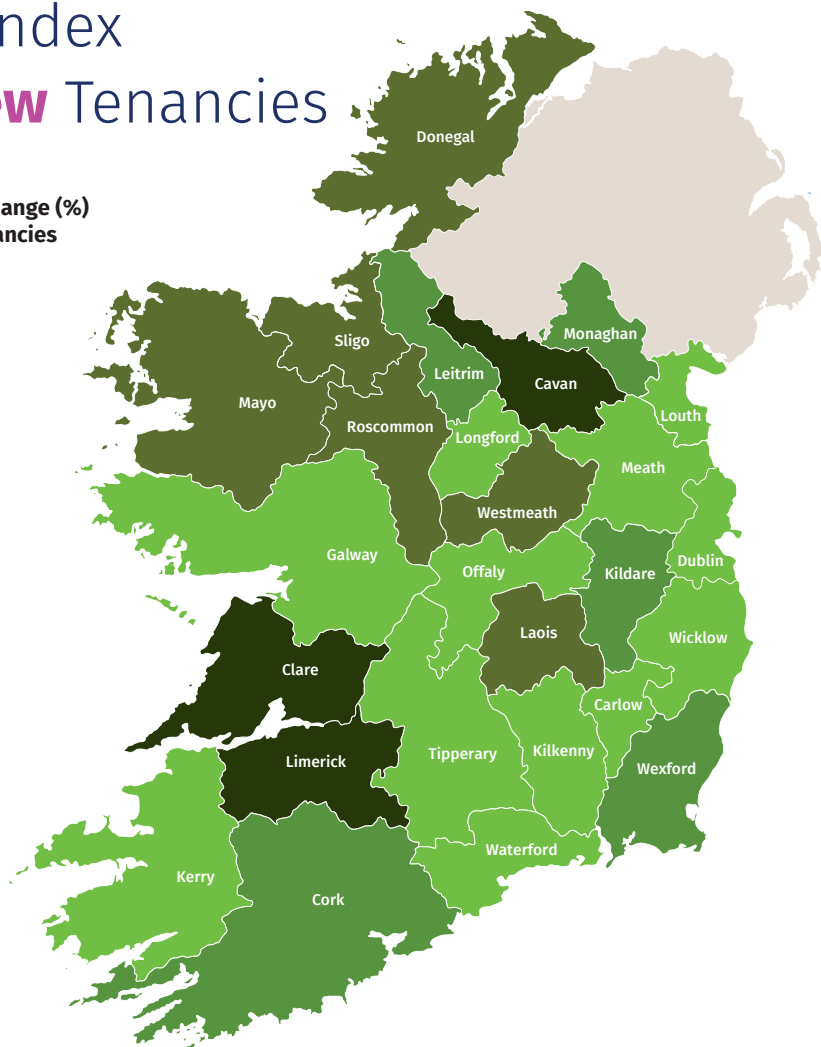 ndex
w Tenancies
ange (%)
ancies
Donegal
Monaghan
Sligo
Leitrim
Cavan
Mayo
Louth
Roscommon
Longford
Meath
Westmeath
Galway
Dublin
Offaly
Kildare
Laois
Wicklow
Clare
Carlow
Tipperary
Kilkenny
Limerick
Wexford
Waterford
Kerry
Cork